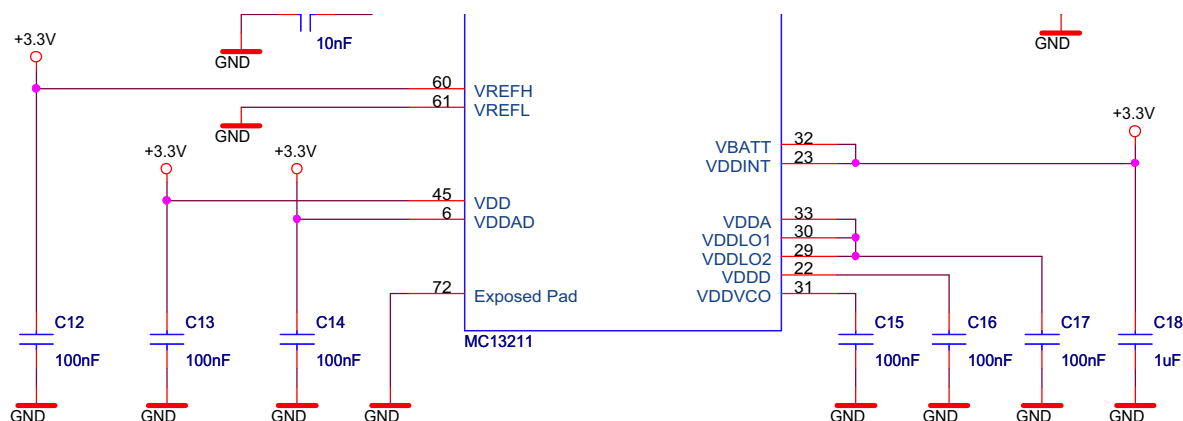 10nF
GND
GND
+3.3V
60
VREFH
61
VREFL
GND
32
VBATT
23
VDDINT
+3.3V
+3.3V
+3.3V
45
VDD
6
VDDAD
33
VDDA
30
VDDLO1
29
VDDLO2
22
VDDD
31
VDDVCO
72
Exposed Pad
MC13211
C12
100nF
C13
100nF
C14
100nF
C15
100nF
C16
100nF
C17
100nF
C18
1uF
GND
GND
GND
GND
GND
GND
GND
GND